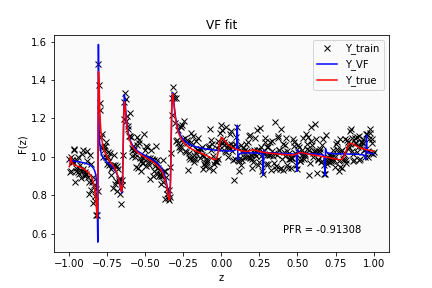 VF fit
Y_train
Y_VF
Y_true
1.6
1.4
1.2
1.0
0.8
0.6
F(z)
PFR = -0.91308
−1.00 −0.75 −0.50 −0.25 0.00 0.25 0.50 0.75 1.00
z